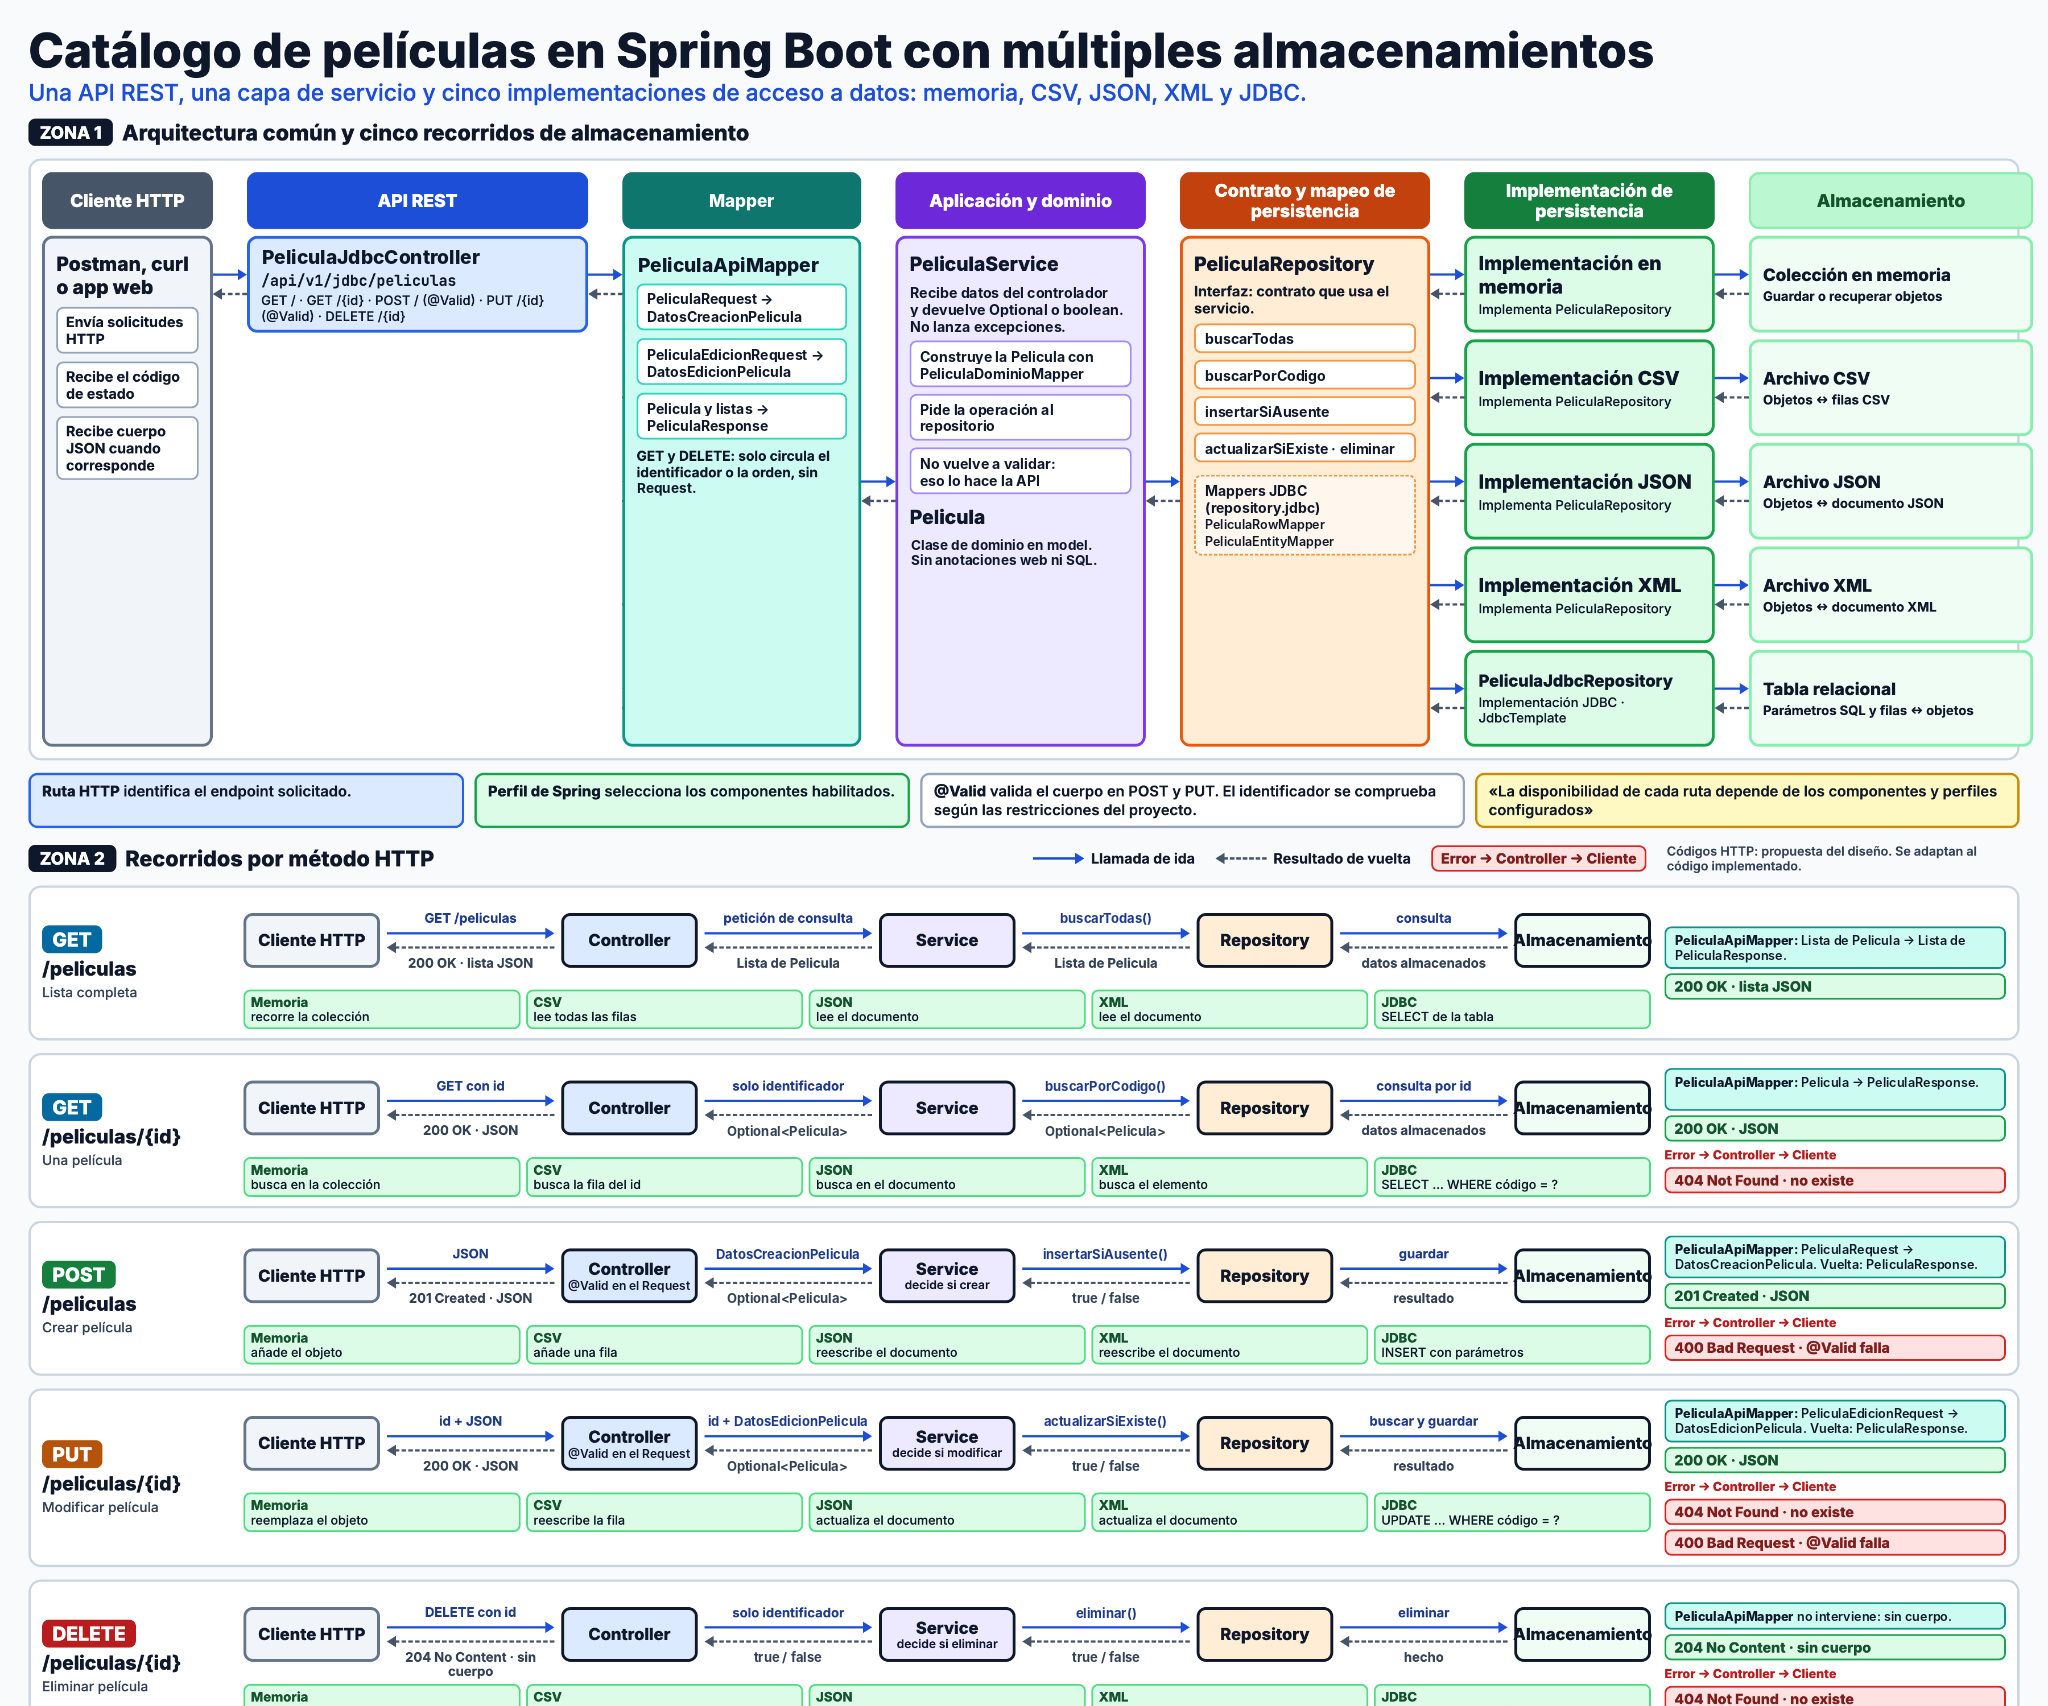 Catálogo de películas en Spring Boot con múltiples almacenamientos
Una API REST, una capa de servicio y cinco implementaciones de acceso a datos: memoria, CSV, JSON, XML y JDBC.
ZONA 1 Arquitectura común y cinco recorridos de almacenamiento
Cliente HTTP
Postman, curl
o app web
Envía solicitudes
HTTP
Recibe el código
de estado
Recibe cuerpo
JSON cuando
corresponde
API REST
PeliculaJdbcController
/api/v1/jdbc/peliculas
GET / · GET /{id} · POST / (@Valid) · PUT /{id}
(@Valid) · DELETE /{id}
Mapper
PeliculaApiMapper
PeliculaRequest →
DatosCreacionPelicula
PeliculaEdicionRequest →
DatosEdicionPelicula
Pelicula y listas →
PeliculaResponse
GET y DELETE: solo circula el
identificador o la orden, sin
Request.
Aplicación y dominio
PeliculaService
Recibe datos del controlador
y devuelve Optional o boolean.
No lanza excepciones.
Construye la Pelicula con
PeliculaDominioMapper
Pide la operación al
repositorio
No vuelve a validar:
eso lo hace la API
Pelicula
Clase de dominio en model.
Sin anotaciones web ni SQL.
Contrato y mapeo de
persistencia
PeliculaRepository
Interfaz: contrato que usa el
servicio.
buscarTodas
buscarPorCodigo
insertarSiAusente
actualizarSiExiste · eliminar
Mappers JDBC
(repository.jdbc)
PeliculaRowMapper
PeliculaEntityMapper
Implementación de
persistencia
Implementación en
memoria
Implementa PeliculaRepository
Implementación CSV
Implementa PeliculaRepository
Implementación JSON
Implementa PeliculaRepository
Implementación XML
Implementa PeliculaRepository
PeliculaJdbcRepository
Implementación JDBC ·
JdbcTemplate
Almacenamiento
Colección en memoria
Guardar o recuperar objetos
Archivo CSV
Objetos ↔ filas CSV
Archivo JSON
Objetos ↔ documento JSON
Archivo XML
Objetos ↔ documento XML
Tabla relacional
Parámetros SQL y filas ↔ objetos
Ruta HTTP identifica el endpoint solicitado.
Perfil de Spring selecciona los componentes habilitados.
@Valid valida el cuerpo en POST y PUT. El identificador se comprueba
según las restricciones del proyecto.
«La disponibilidad de cada ruta depende de los componentes y perfiles
configurados»
ZONA 2 Recorridos por método HTTP
Llamada de ida
Resultado de vuelta
Error → Controller → Cliente
Códigos HTTP: propuesta del diseño. Se adaptan al
código implementado.
GET
/peliculas
Lista completa
Cliente HTTP
GET /peliculas
200 OK · lista JSON
Controller
petición de consulta
Lista de Pelicula
Service
buscarTodas()
Lista de Pelicula
Repository
consulta
datos almacenados
Almacenamiento
Memoria
recorre la colección
CSV
lee todas las filas
JSON
lee el documento
XML
lee el documento
JDBC
SELECT de la tabla
PeliculaApiMapper: Lista de Pelicula → Lista de
PeliculaResponse.
200 OK · lista JSON
GET
/peliculas/{id}
Una película
Cliente HTTP
GET con id
200 OK · JSON
Controller
solo identificador
Optional<Pelicula>
Service
buscarPorCodigo()
Optional<Pelicula>
Repository
consulta por id
datos almacenados
Almacenamiento
Memoria
busca en la colección
CSV
busca la fila del id
JSON
busca en el documento
XML
busca el elemento
JDBC
SELECT ... WHERE código = ?
PeliculaApiMapper: Pelicula → PeliculaResponse.
200 OK · JSON
Error → Controller → Cliente
404 Not Found · no existe
POST
/peliculas
Crear película
Cliente HTTP
JSON
201 Created · JSON
Controller
@Valid en el Request
DatosCreacionPelicula
Optional<Pelicula>
Service
decide si crear
insertarSiAusente()
true / false
Repository
guardar
resultado
Almacenamiento
Memoria
añade el objeto
CSV
añade una fila
JSON
reescribe el documento
XML
reescribe el documento
JDBC
INSERT con parámetros
PeliculaApiMapper: PeliculaRequest →
DatosCreacionPelicula. Vuelta: PeliculaResponse.
201 Created · JSON
Error → Controller → Cliente
400 Bad Request · @Valid falla
PUT
/peliculas/{id}
Modificar película
Cliente HTTP
id + JSON
200 OK · JSON
Controller
@Valid en el Request
id + DatosEdicionPelicula
Optional<Pelicula>
Service
decide si modificar
actualizarSiExiste()
true / false
Repository
buscar y guardar
resultado
Almacenamiento
Memoria
reemplaza el objeto
CSV
reescribe la fila
JSON
actualiza el documento
XML
actualiza el documento
JDBC
UPDATE ... WHERE código = ?
PeliculaApiMapper: PeliculaEdicionRequest →
DatosEdicionPelicula. Vuelta: PeliculaResponse.
200 OK · JSON
Error → Controller → Cliente
404 Not Found · no existe
400 Bad Request · @Valid falla
DELETE
/peliculas/{id}
Eliminar película
Cliente HTTP
DELETE con id
204 No Content · sin
cuerpo
Controller
solo identificador
true / false
Service
decide si eliminar
eliminar()
true / false
Repository
eliminar
hecho
Almacenamiento
Memoria
CSV
JSON
XML
JDBC
PeliculaApiMapper no interviene: sin cuerpo.
204 No Content · sin cuerpo
Error → Controller → Cliente
404 Not Found · no existe